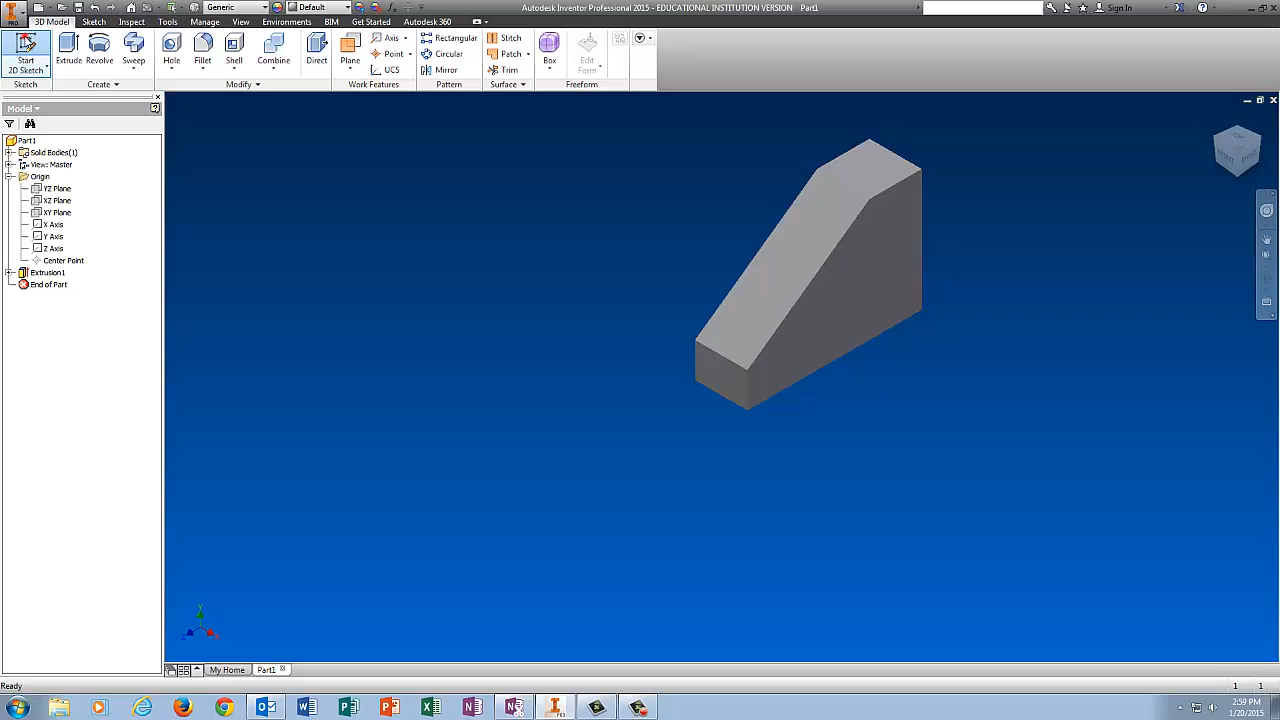 Generic
Default
Autodesk Inventor Professional 2015 - EDUCATIONAL INSTITUTION VERSION Part1
Sign In
PRO
3D Model
Sketch
Inspect
Tools
Manage
View
Environments
BIM
Get Started
Autodesk 360
Start
2D Sketch
Extrude
Revolve
Sweep
Hole
Fillet
Shell
Combine
Direct
Plane
Axis
Point
UCS
Rectangular
Circular
Mirror
Stitch
Patch
Trim
Box
Edit
Form
Sketch
Create
Modify
Work Features
Pattern
Surface
Freeform
Model
Part1
Solid Bodies(1)
View: Master
Origin
YZ Plane
XZ Plane
XY Plane
X Axis
Y Axis
Z Axis
Center Point
Extrusion1
End of Part
Y
Z
X
My Home
Part1
Ready
1
1
2:59 PM
1/20/2015